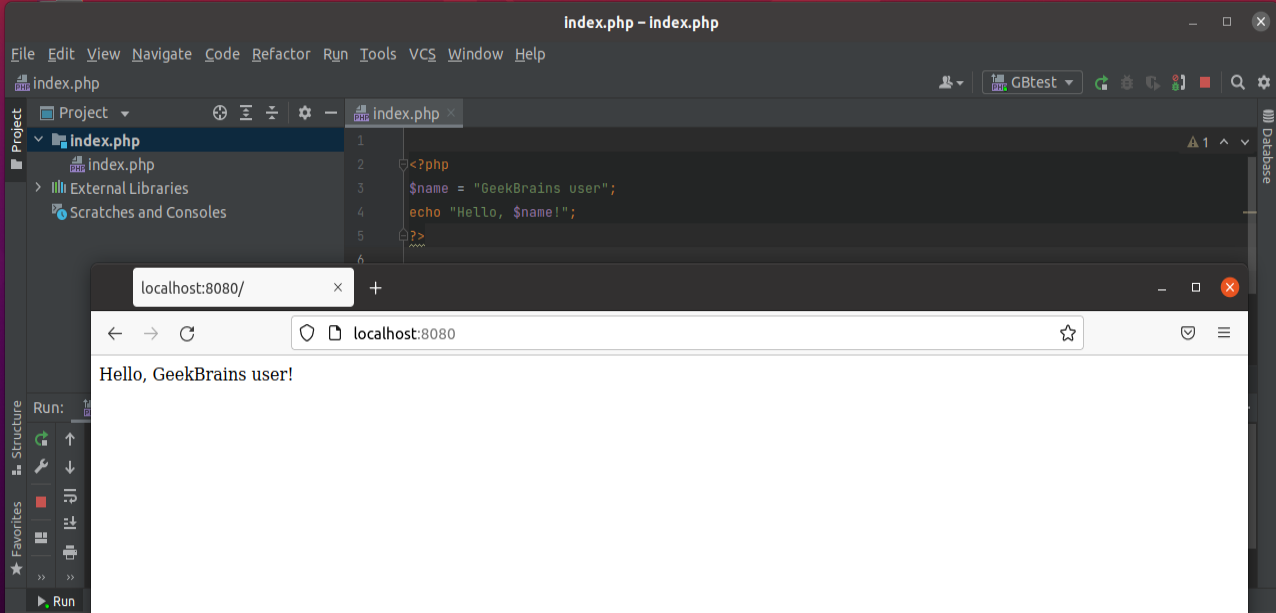 index.php – index.php
File Edit View Navigate Code Refactor Run Tools VCS Window Help
index.php
GBtest
Project
Project
index.php
index.php
index.php
External Libraries
Scratches and Consoles
1
2 <?php
3 $name = "GeekBrains user";
4 echo "Hello, $name!";
5 ?>
6
1
Database
localhost:8080/
localhost:8080
Hello, GeekBrains user!
Run:
Structure
Favorites
Run